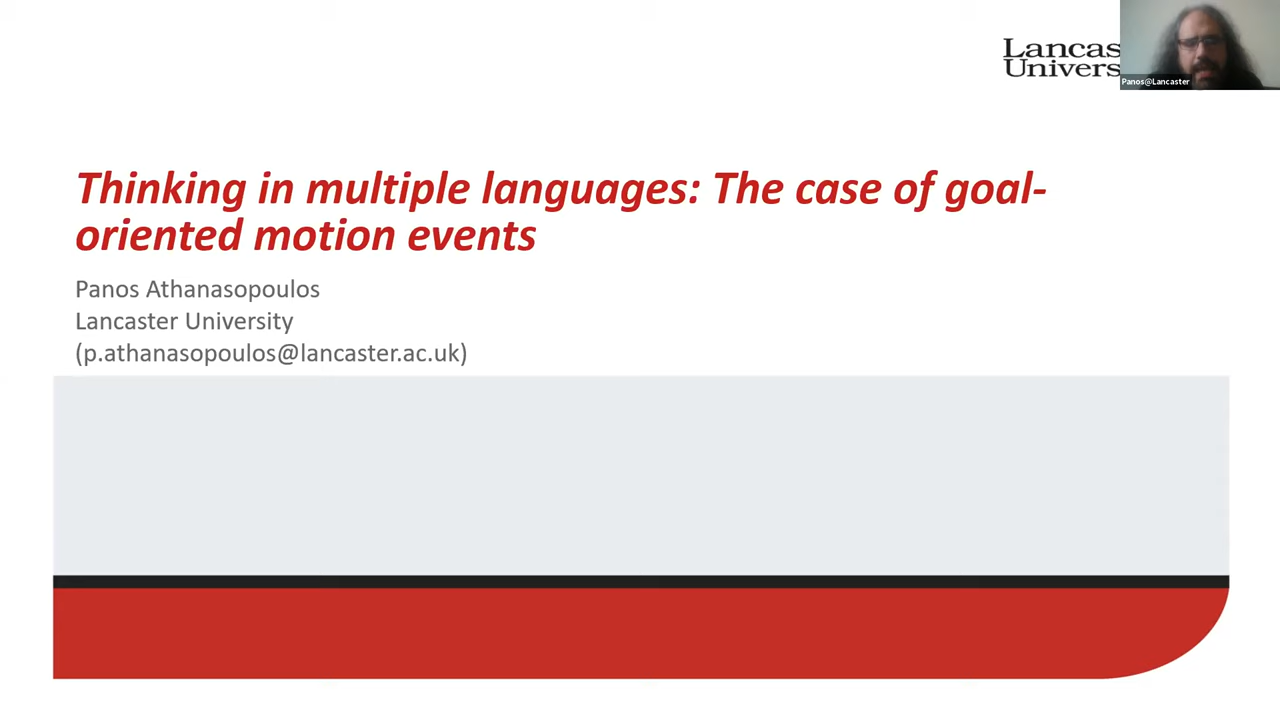 Lancas
Univers
Panos@Lancaster
Thinking in multiple languages: The case of goal-
oriented motion events
Panos Athanasopoulos
Lancaster University
(p.athanasopoulos@lancaster.ac.uk)